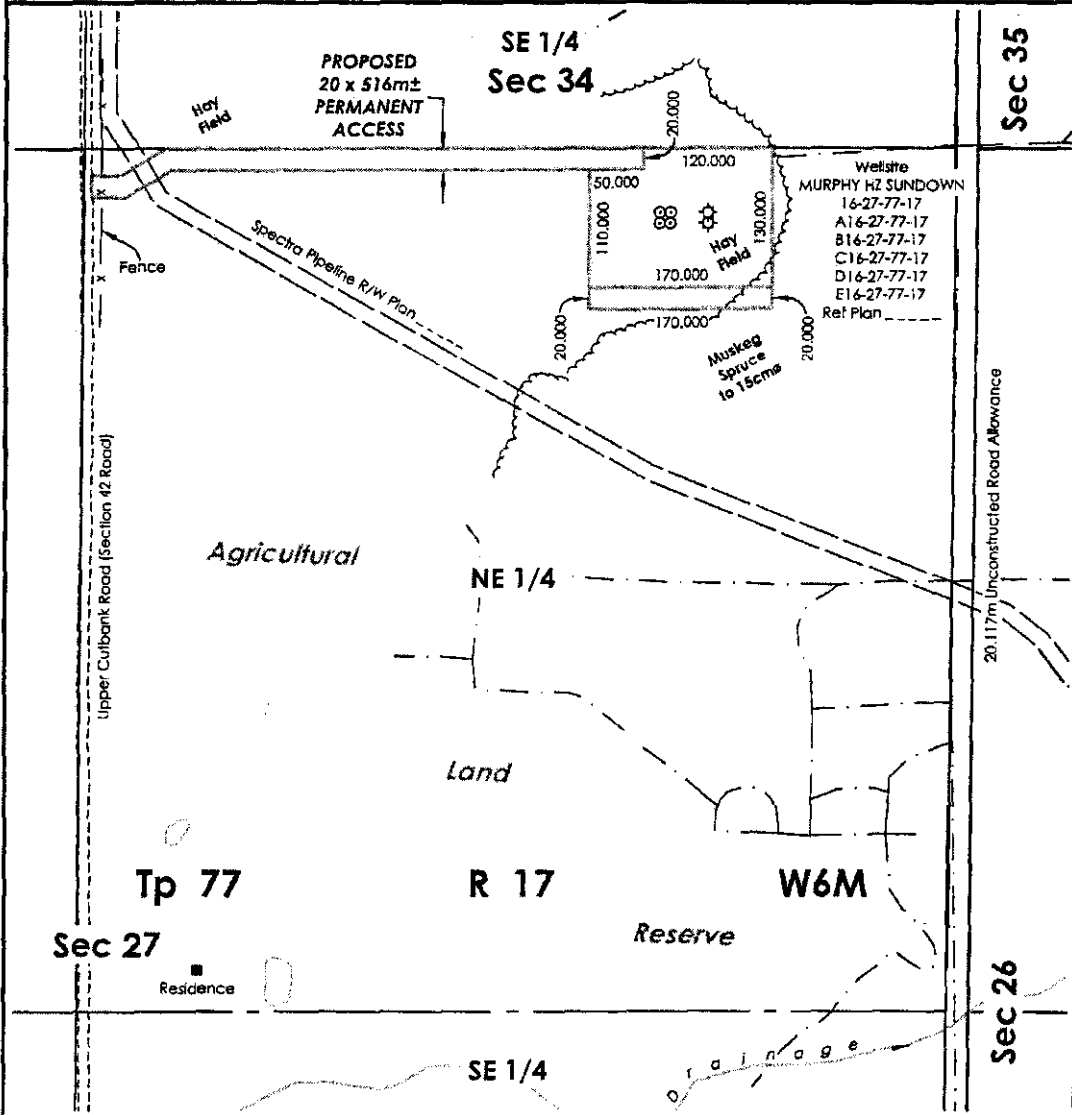 SE 1/4
Sec 34
Sec 35
PROPOSED
20 x 516m±
PERMANENT
ACCESS
Hay
Field
20.000
120.000
50.000
110.000
130.000
Hay
Field
170.000
170.000
20.000
20.000
Wellsite
MURPHY HZ SUNDOWN
16-27-77-17
A16-27-77-17
B16-27-77-17
C16-27-77-17
D16-27-77-17
E16-27-77-17
Ref Plan
Fence
x
x
x
Spectra Pipeline R/W Plan
Muskeg
Spruce
to 15cmø
Upper Cutbank Road (Section 42 Road)
20.117m Unconstructed Road Allowance
Agricultural
NE 1/4
Land
Tp 77
R 17
W6M
Sec 27
Reserve
Residence
Sec 26
SE 1/4
Drainage